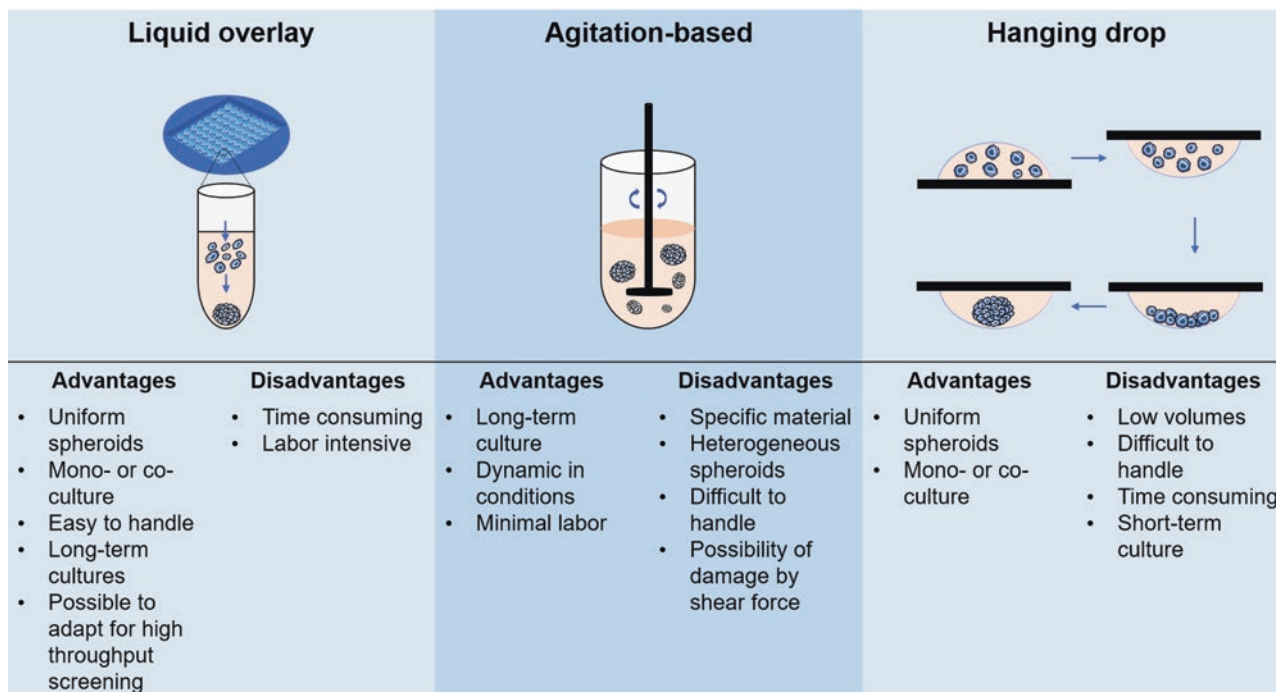 Liquid overlay
Agitation-based
Hanging drop
Advantages
• Uniform
spheroids
• Mono- or co-
culture
• Easy to handle
• Long-term
cultures
• Possible to
adapt for high
throughput
screening
Disadvantages
• Time consuming
• Labor intensive
Advantages
• Long-term
culture
• Dynamic in
conditions
• Minimal labor
Disadvantages
• Specific material
• Heterogeneous
spheroids
• Difficult to
handle
• Possibility of
damage by
shear force
Advantages
• Uniform
spheroids
• Mono- or co-
culture
Disadvantages
• Low volumes
• Difficult to
handle
• Time consuming
• Short-term
culture